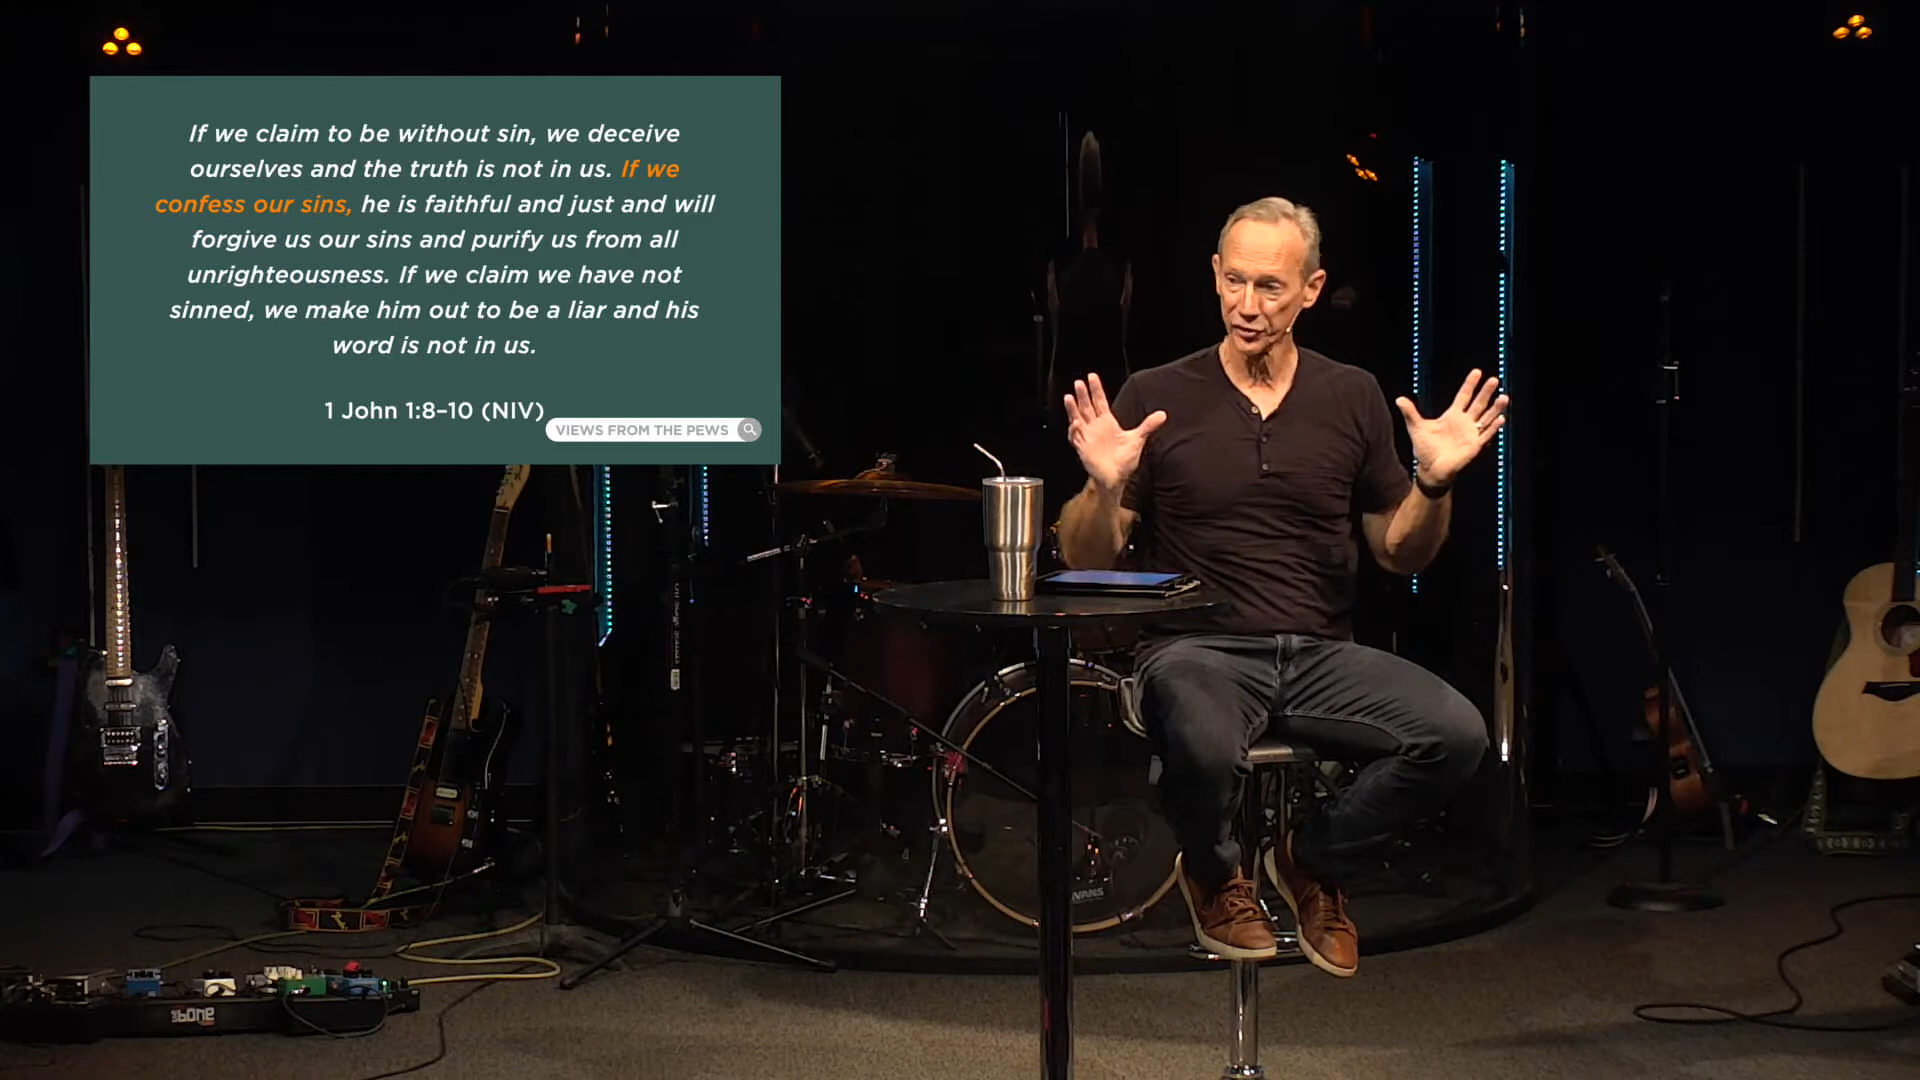 If we claim to be without sin, we deceive
ourselves and the truth is not in us. If we
confess our sins, he is faithful and just and will
forgive us our sins and purify us from all
unrighteousness. If we claim we have not
sinned, we make him out to be a liar and his
word is not in us.
1 John 1:8-10 (NIV)
VIEWS FROM THE PEWS
EVANS
bone